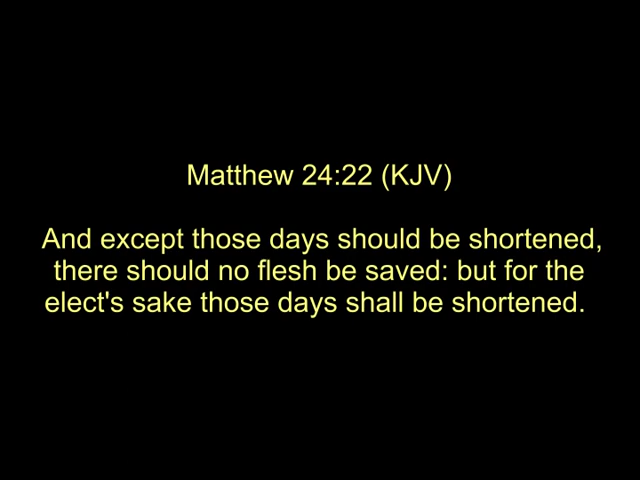 Matthew 24:22 (KJV)
And except those days should be shortened,
there should no flesh be saved: but for the
elect's sake those days shall be shortened.